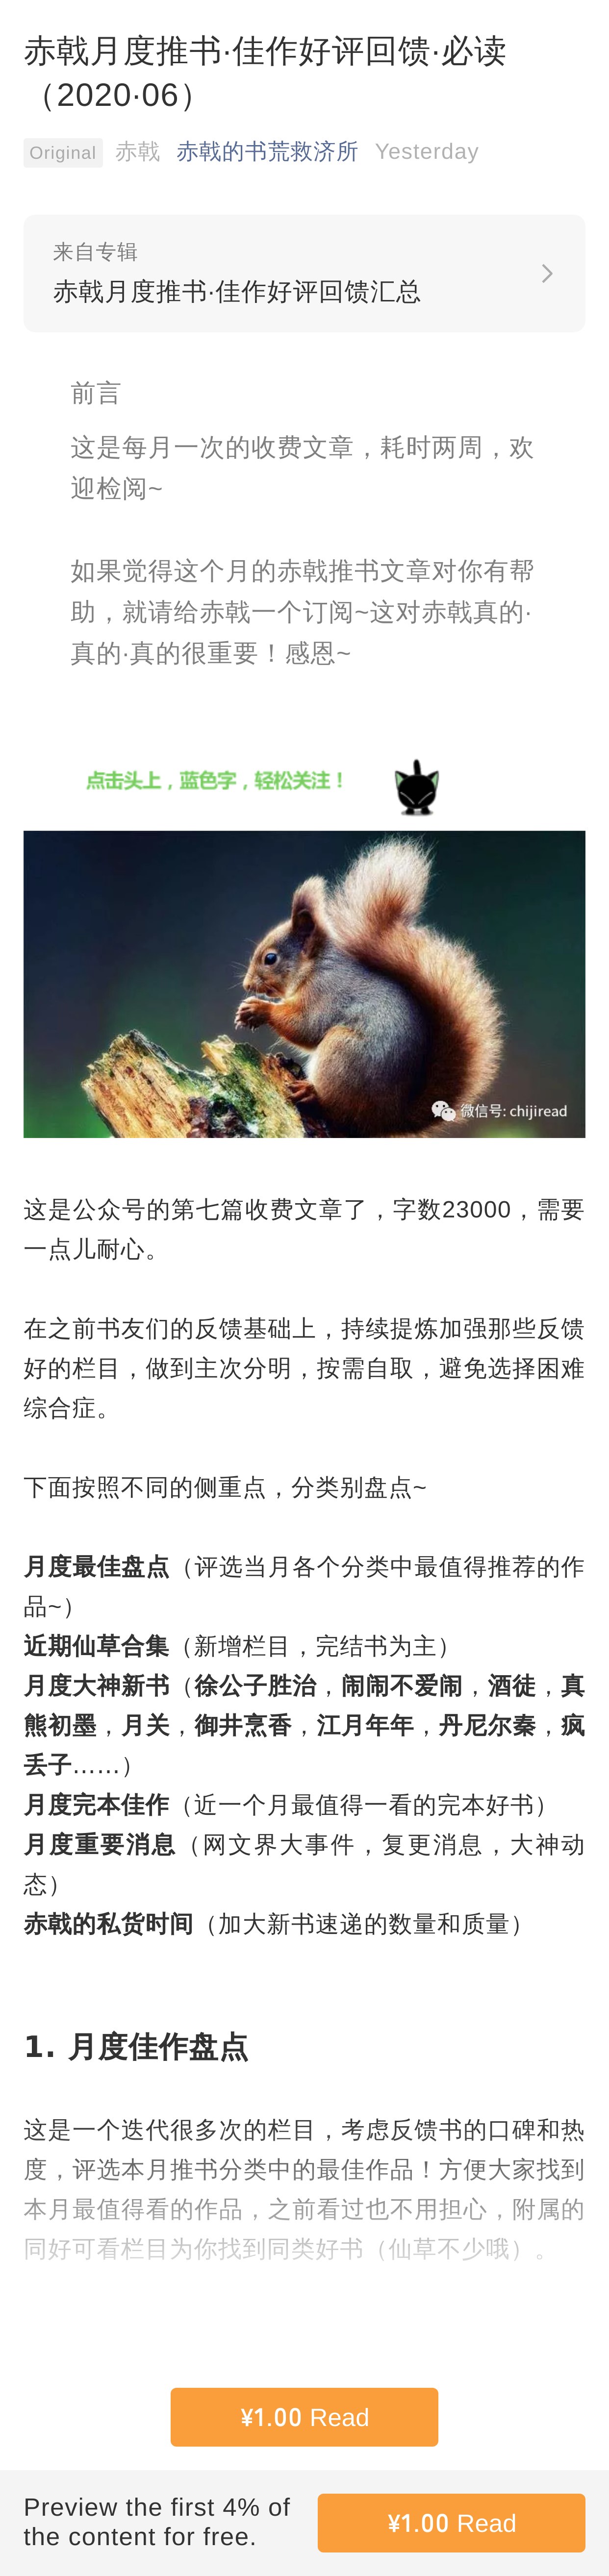 赤戟月度推书·佳作好评回馈·必读
（2020·06）
Original 赤戟 赤戟的书荒救济所 Yesterday
来自专辑
赤戟月度推书·佳作好评回馈汇总
前言
这是每月一次的收费文章，耗时两周，欢
迎检阅~
如果觉得这个月的赤戟推书文章对你有帮
助，就请给赤戟一个订阅~这对赤戟真的·
真的·真的很重要！感恩~
点击头上，蓝色字，轻松关注！
微信号: chijiread
这是公众号的第七篇收费文章了，字数23000，需要
一点儿耐心。
在之前书友们的反馈基础上，持续提炼加强那些反馈
好的栏目，做到主次分明，按需自取，避免选择困难
综合症。
下面按照不同的侧重点，分类别盘点~
月度最佳盘点（评选当月各个分类中最值得推荐的作
品~）
近期仙草合集（新增栏目，完结书为主）
月度大神新书（徐公子胜治，闹闹不爱闹，酒徒，真
熊初墨，月关，御井烹香，江月年年，丹尼尔秦，疯
丢子……）
月度完本佳作（近一个月最值得一看的完本好书）
月度重要消息（网文界大事件，复更消息，大神动
态）
赤戟的私货时间（加大新书速递的数量和质量）
1. 月度佳作盘点
这是一个迭代很多次的栏目，考虑反馈书的口碑和热
度，评选本月推书分类中的最佳作品！方便大家找到
本月最值得看的作品，之前看过也不用担心，附属的
同好可看栏目为你找到同类好书（仙草不少哦）。
¥1.00 Read
Preview the first 4% of
the content for free.
¥1.00 Read